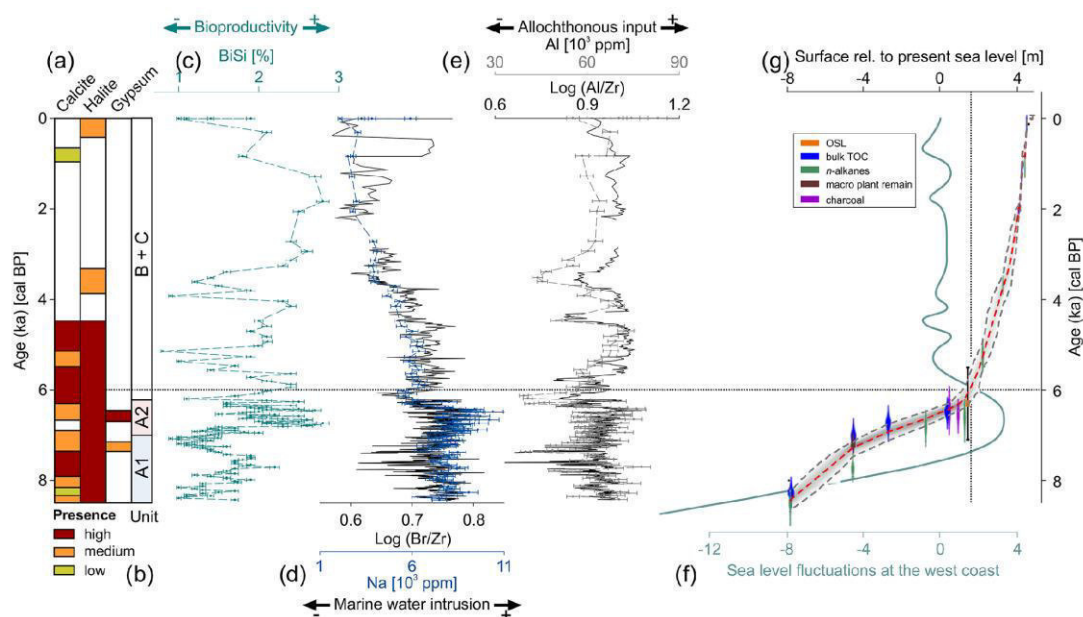 - Bioproductivity +
- Allochthonous input +
(a)
(c)
BiSi [%]
(e)
Al [10³ ppm]
(g)
Surface rel. to present sea level [m]
1 2 3
30 60 90
-8 -4 0 4
Calcite
Halite
Gypsum
Log (Al/Zr)
0.6 0.9 1.2
Age (ka) [cal BP]
0
2
4
6
8
B + C
A2
A1
Unit
OSL
bulk TOC
n-alkanes
macro plant remain
charcoal
0
2
4
6
8
Age (ka) [cal BP]
Presence
high
medium
low
(b)
0.5 0.6 0.7 0.8
Log (Br/Zr)
1 6 11
(d)
Na [10³ ppm]
- Marine water intrusion +
-12 -8 -4 0 4
(f)
Sea level fluctuations at the west coast